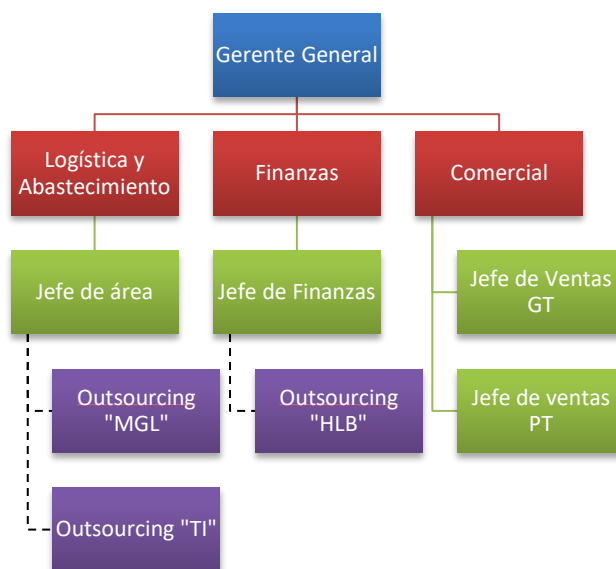 Gerente General
Logística y
Abastecimiento
Finanzas
Comercial
Jefe de área
Jefe de Finanzas
Jefe de Ventas
GT
Outsourcing
"MGL"
Outsourcing
"HLB"
Jefe de ventas
PT
Outsourcing "TI"